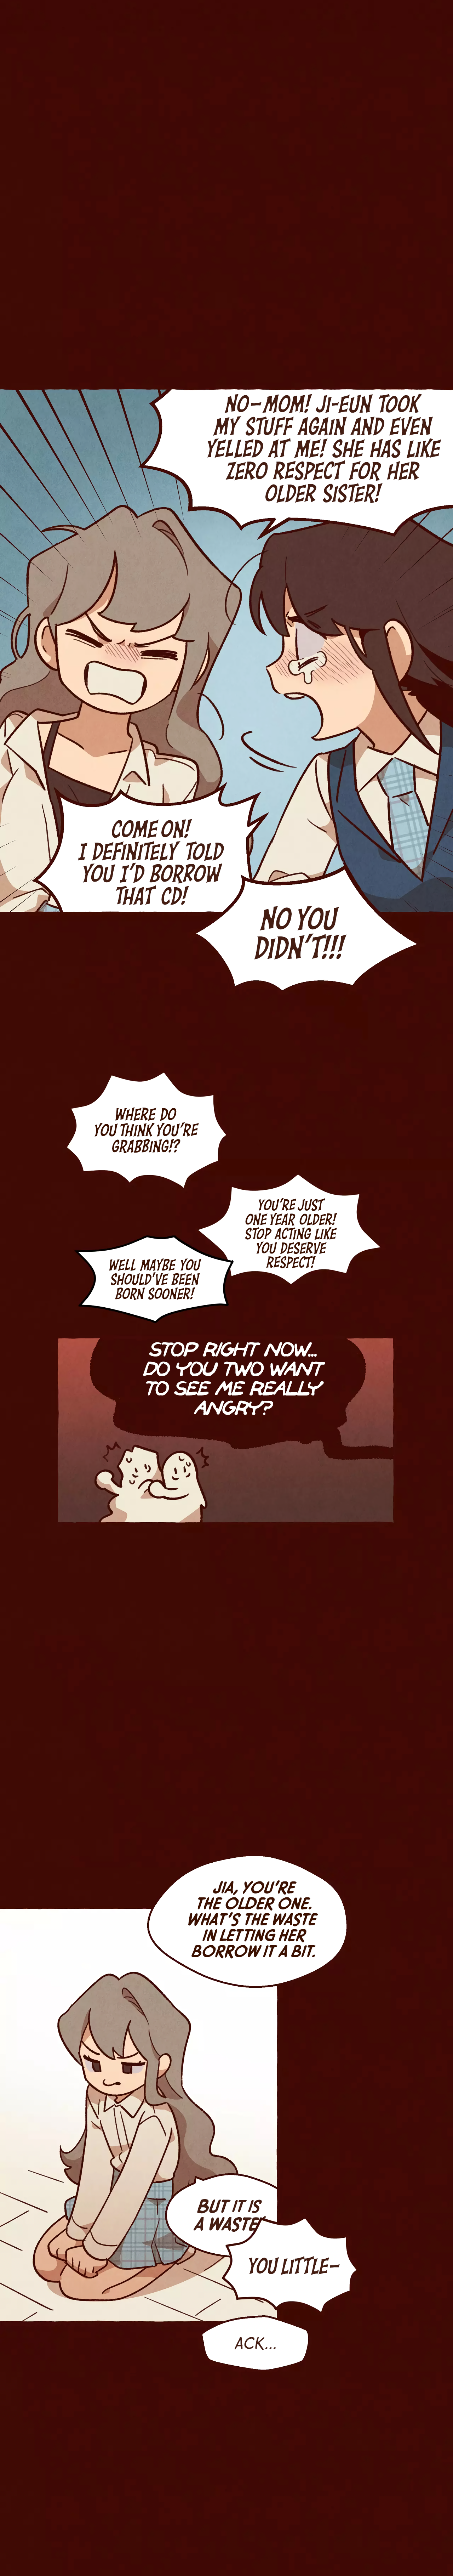 NO-MOM! JI-EUN TOOK
MY STUFF AGAIN AND EVEN
YELLED AT ME! SHE HAS LIKE
ZERO RESPECT FOR HER
OLDER SISTER!
COME ON!
I DEFINITELY TOLD
YOU I'D BORROW
THAT CD!
NO YOU
DIDN'T!!!
WHERE DO
YOU THINK YOU'RE
GRABBING!?
YOU'RE JUST
ONE YEAR OLDER!
STOP ACTING LIKE
YOU DESERVE
RESPECT!
WELL MAYBE YOU
SHOULD'VE BEEN
BORN SOONER!
STOP RIGHT NOW...
DO YOU TWO WANT
TO SEE ME REALLY
ANGRY?
JIA, YOU'RE
THE OLDER ONE.
WHAT'S THE WASTE
IN LETTING HER
BORROW IT A BIT.
BUT IT IS
A WASTE
YOU LITTLE-
ACK...